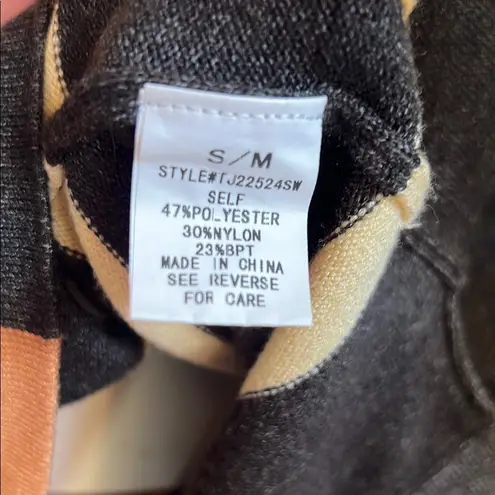 S/M
STYLE#TJ22524SW
SELF
47%POLYESTER
30%NYLON
23%BPT
MADE IN CHINA
SEE REVERSE
FOR CARE